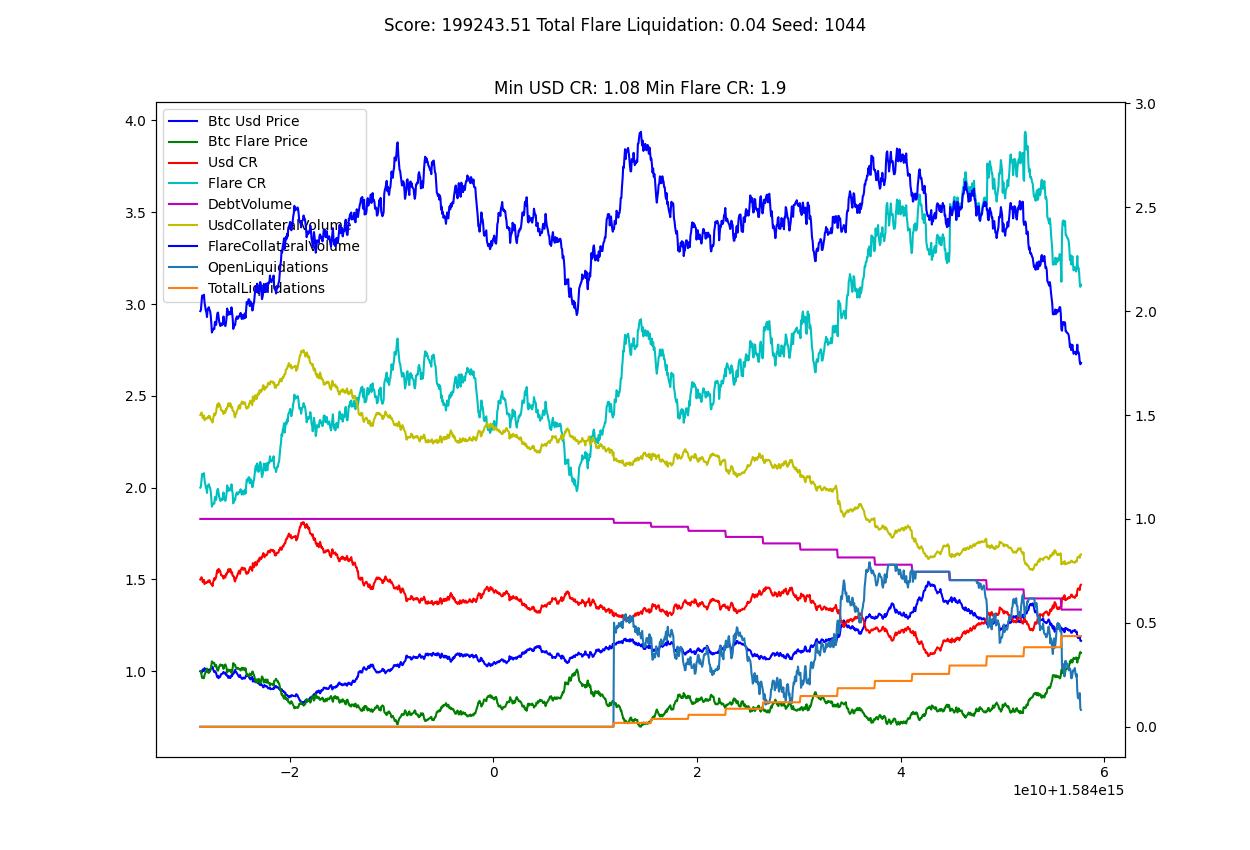 Score: 199243.51 Total Flare Liquidation: 0.04 Seed: 1044
Min USD CR: 1.08 Min Flare CR: 1.9
Btc Usd Price
Btc Flare Price
Usd CR
Flare CR
DebtVolume
UsdCollateralVolume
FlareCollateralVolume
OpenLiquidations
TotalLiquidations
4.0
3.5
3.0
2.5
2.0
1.5
1.0
3.0
2.5
2.0
1.5
1.0
0.5
0.0
−2 0 2 4 6
1e10+1.584e15